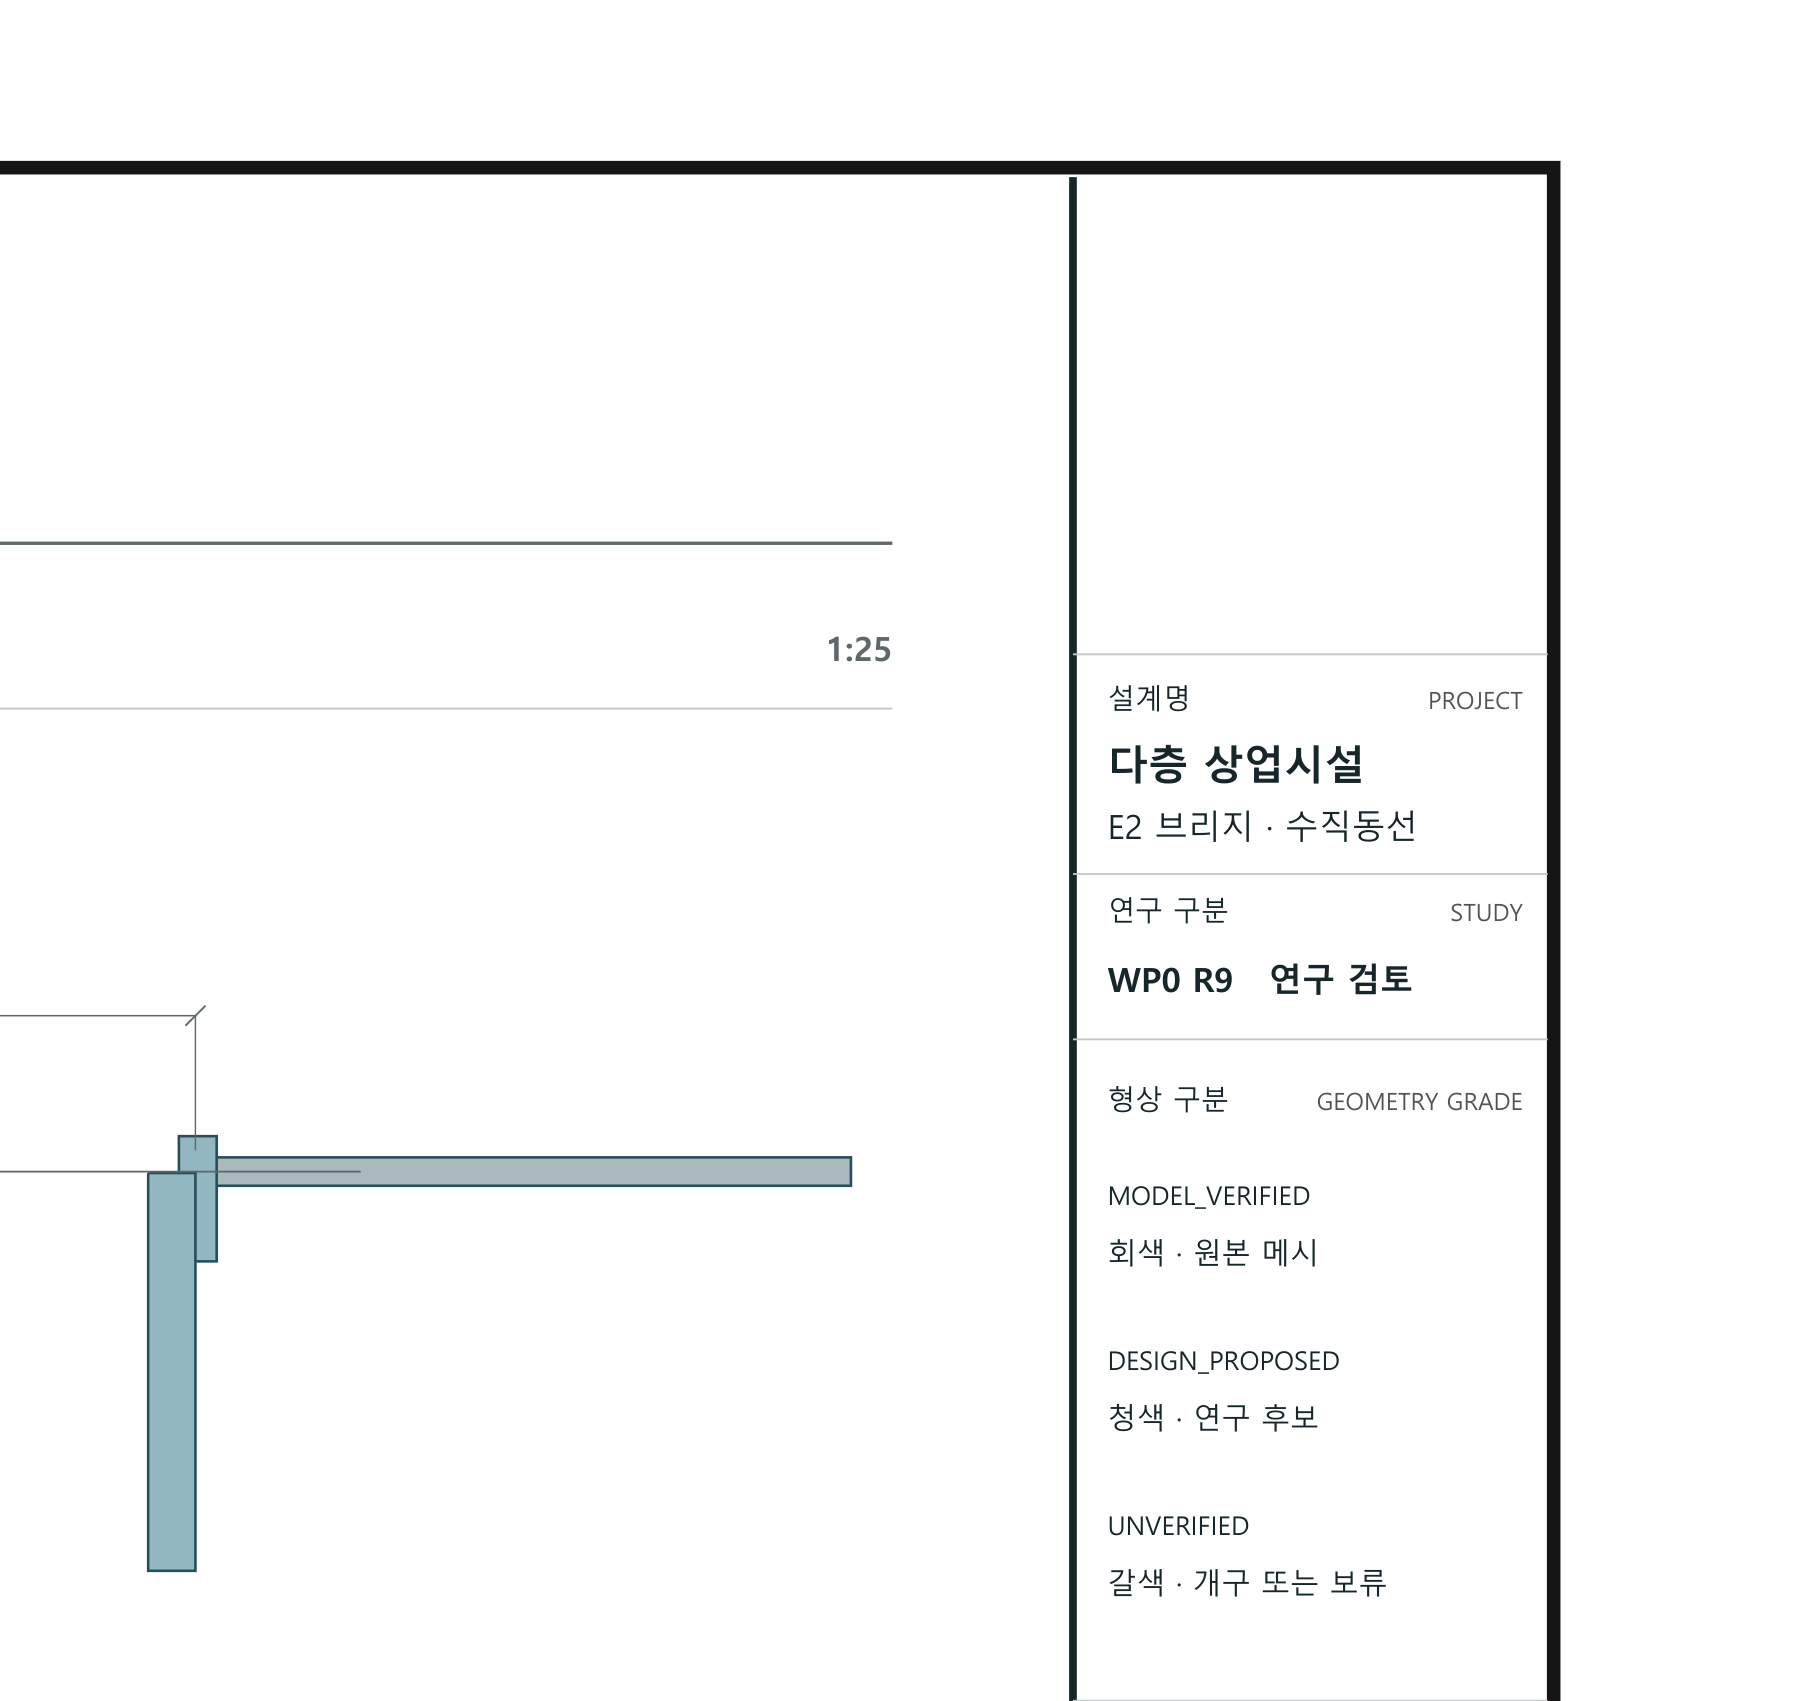 1:25
설계명 PROJECT
다층 상업시설
E2 브리지 · 수직동선
연구 구분 STUDY
WP0 R9 연구 검토
형상 구분 GEOMETRY GRADE
MODEL_VERIFIED
회색 · 원본 메시
DESIGN_PROPOSED
청색 · 연구 후보
UNVERIFIED
갈색 · 개구 또는 보류